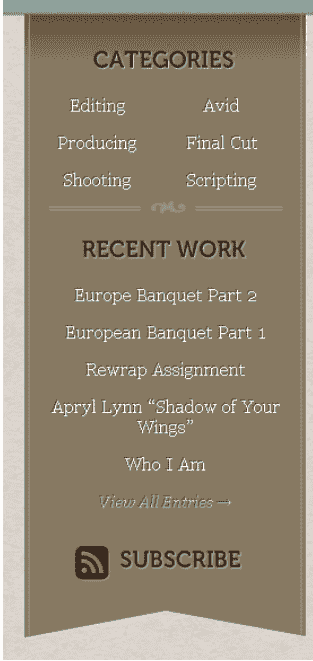 CATEGORIES
Editing Avid
Producing Final Cut
Shooting Scripting
RECENT WORK
Europe Banquet Part 2
European Banquet Part 1
Rewrap Assignment
Apryl Lynn “Shadow of Your
Wings”
Who I Am
View All Entries →
SUBSCRIBE